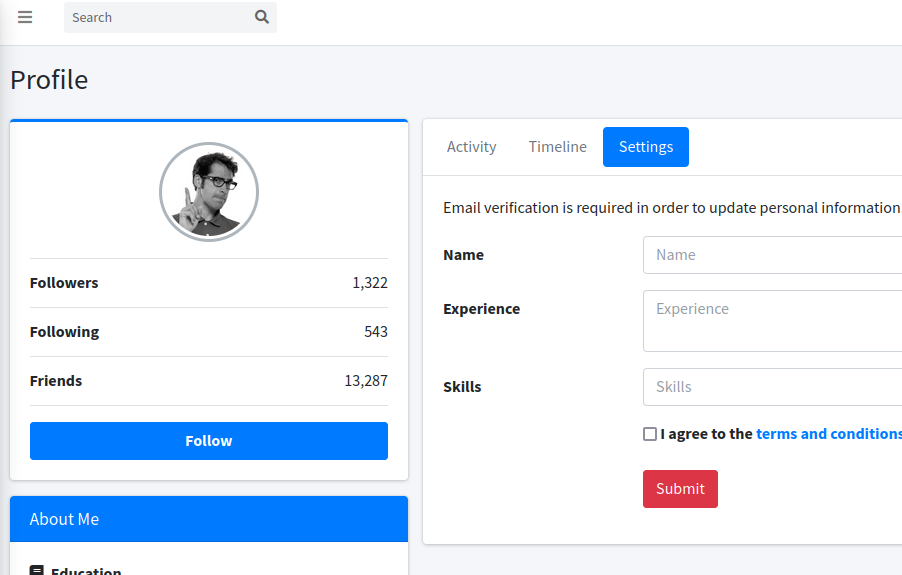 Search
Profile
Followers 1,322
Following 543
Friends 13,287
Follow
About Me
Education
Activity Timeline Settings
Email verification is required in order to update personal information
Name Name
Experience Experience
Skills Skills
I agree to the terms and conditions
Submit